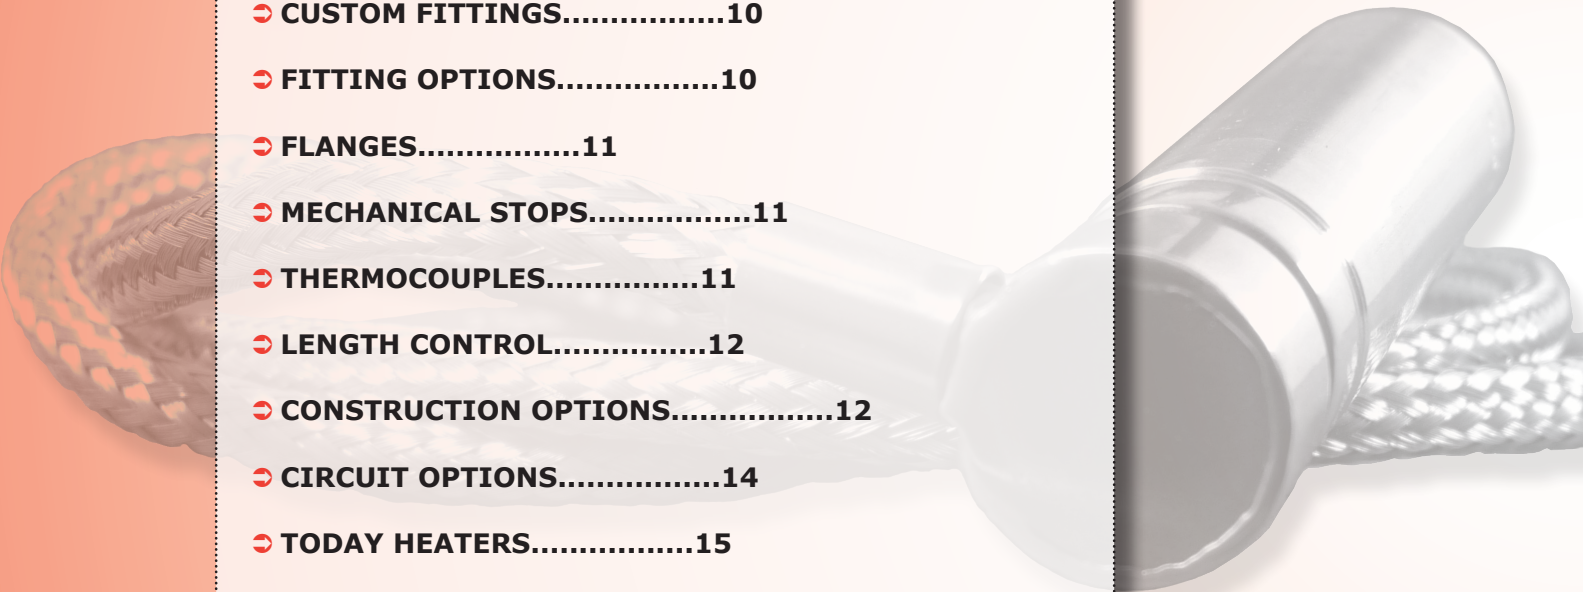 CUSTOM FITTINGS.................10
FITTING OPTIONS.................10
FLANGES.................11
MECHANICAL STOPS.................11
THERMOCOUPLES................11
LENGTH CONTROL................12
CONSTRUCTION OPTIONS.................12
CIRCUIT OPTIONS.................14
TODAY HEATERS.................15